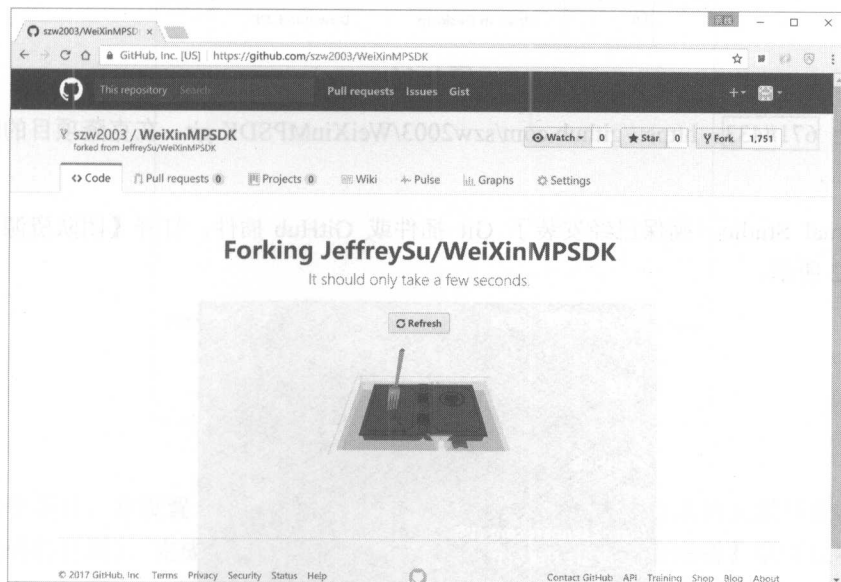 szw2003/WeiXinMPSD
GitHub, Inc. [US] | https://github.com/szw2003/WeiXinMPSDK
This repository Search Pull requests Issues Gist
szw2003 / WeiXinMPSDK
forked from JeffreySu/WeiXinMPSDK
Watch 0 Star 0 Fork 1,751
Code Pull requests 0 Projects 0 Wiki Pulse Graphs Settings
Forking JeffreySu/WeiXinMPSDK
It should only take a few seconds.
Refresh
© 2017 GitHub, Inc Terms Privacy Security Status Help
Contact GitHub API Training Shop Blog About